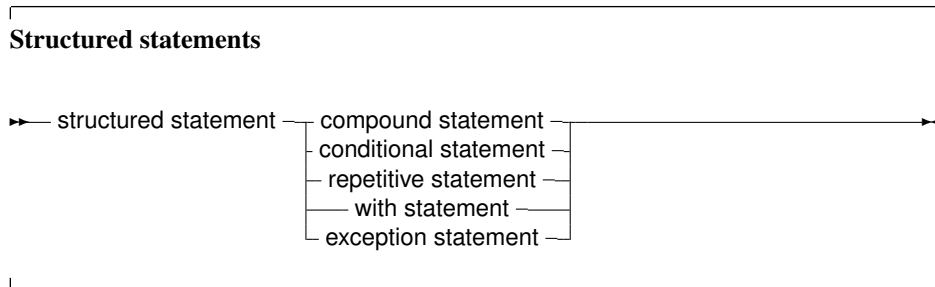 Structured statements
structured statement compound statement
conditional statement
repetitive statement
with statement
exception statement